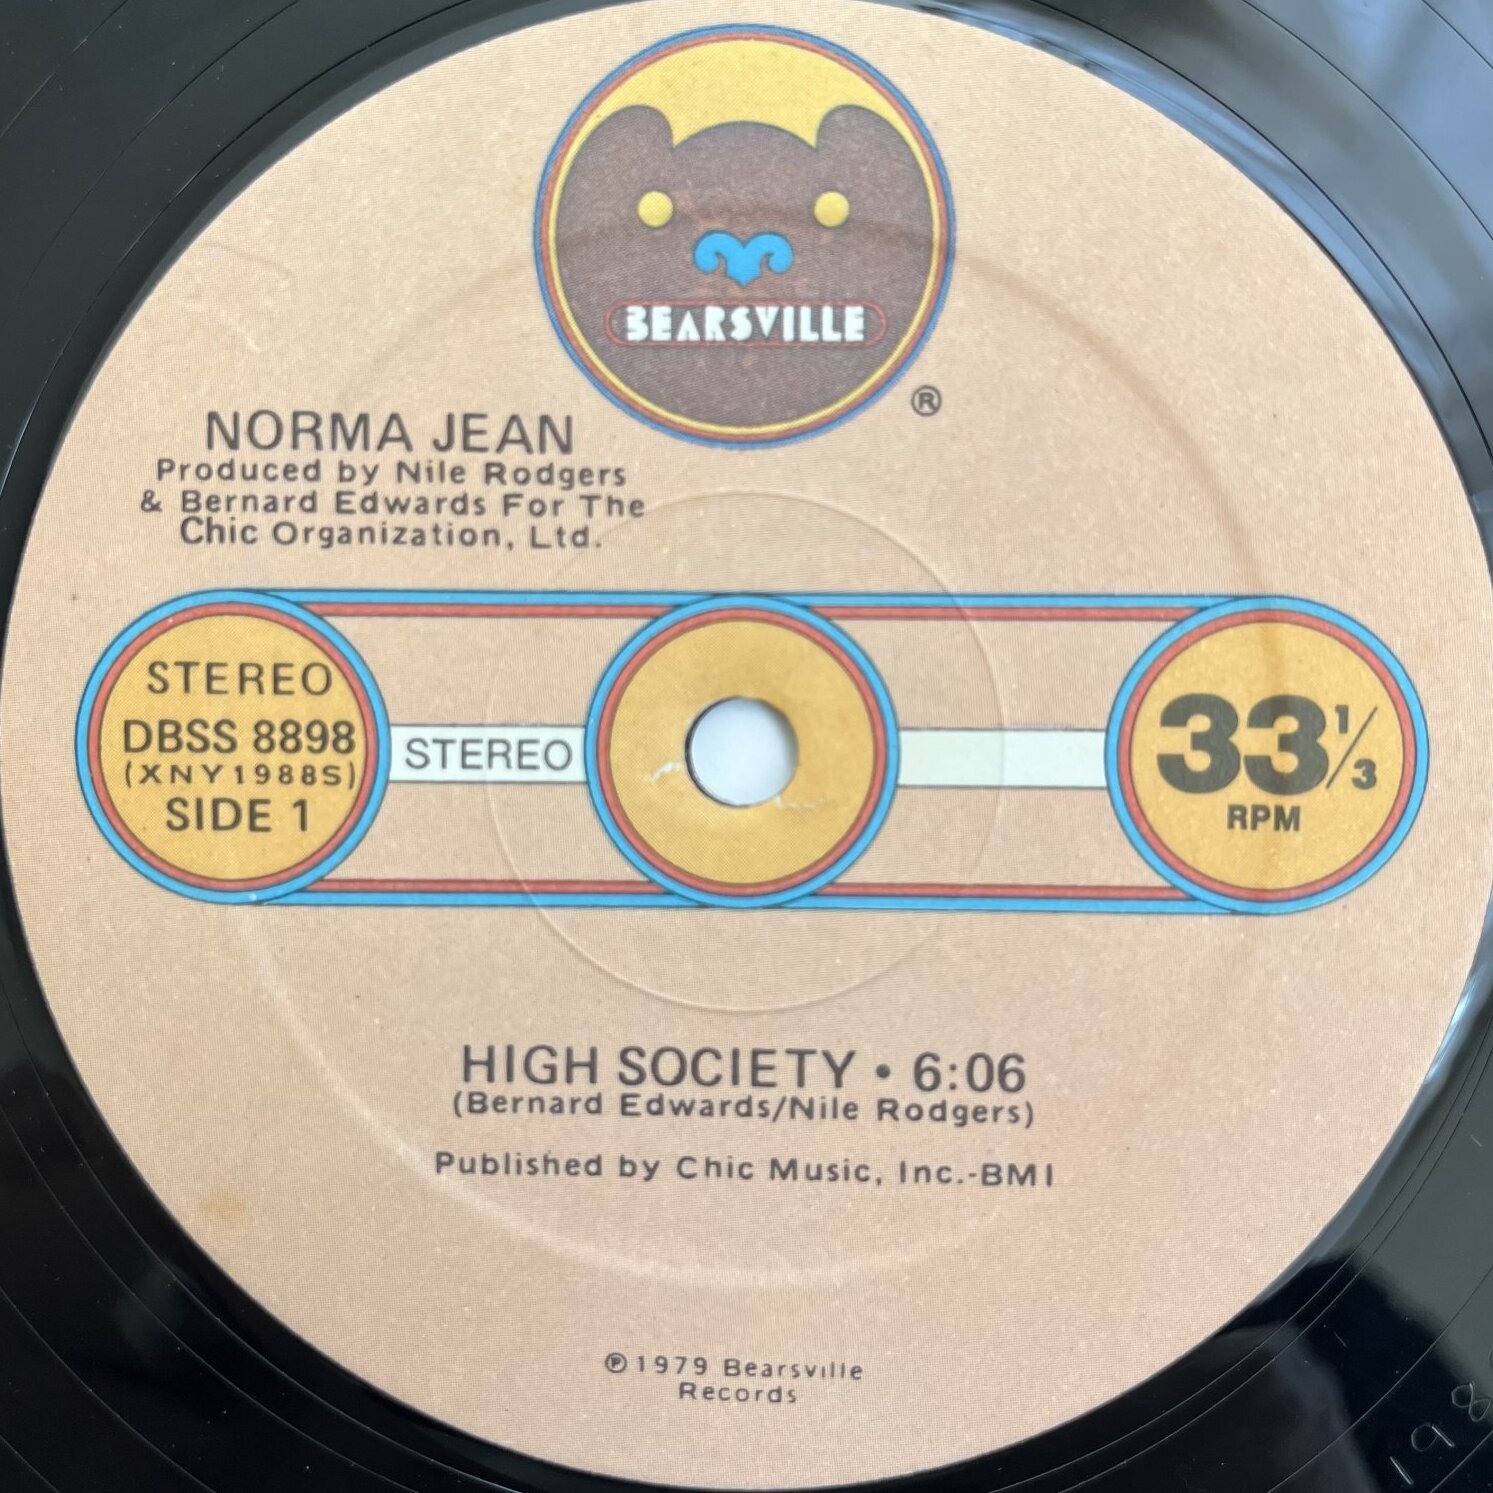 BEARSVILLE
®
NORMA JEAN
Produced by Nile Rodgers
& Bernard Edwards For The
Chic Organization, Ltd.
STEREO
DBSS 8898
(XNY1988S)
SIDE 1
STEREO
33 1/3
RPM
HIGH SOCIETY • 6:06
(Bernard Edwards/Nile Rodgers)
Published by Chic Music, Inc.-BMI
℗1979 Bearsville
Records